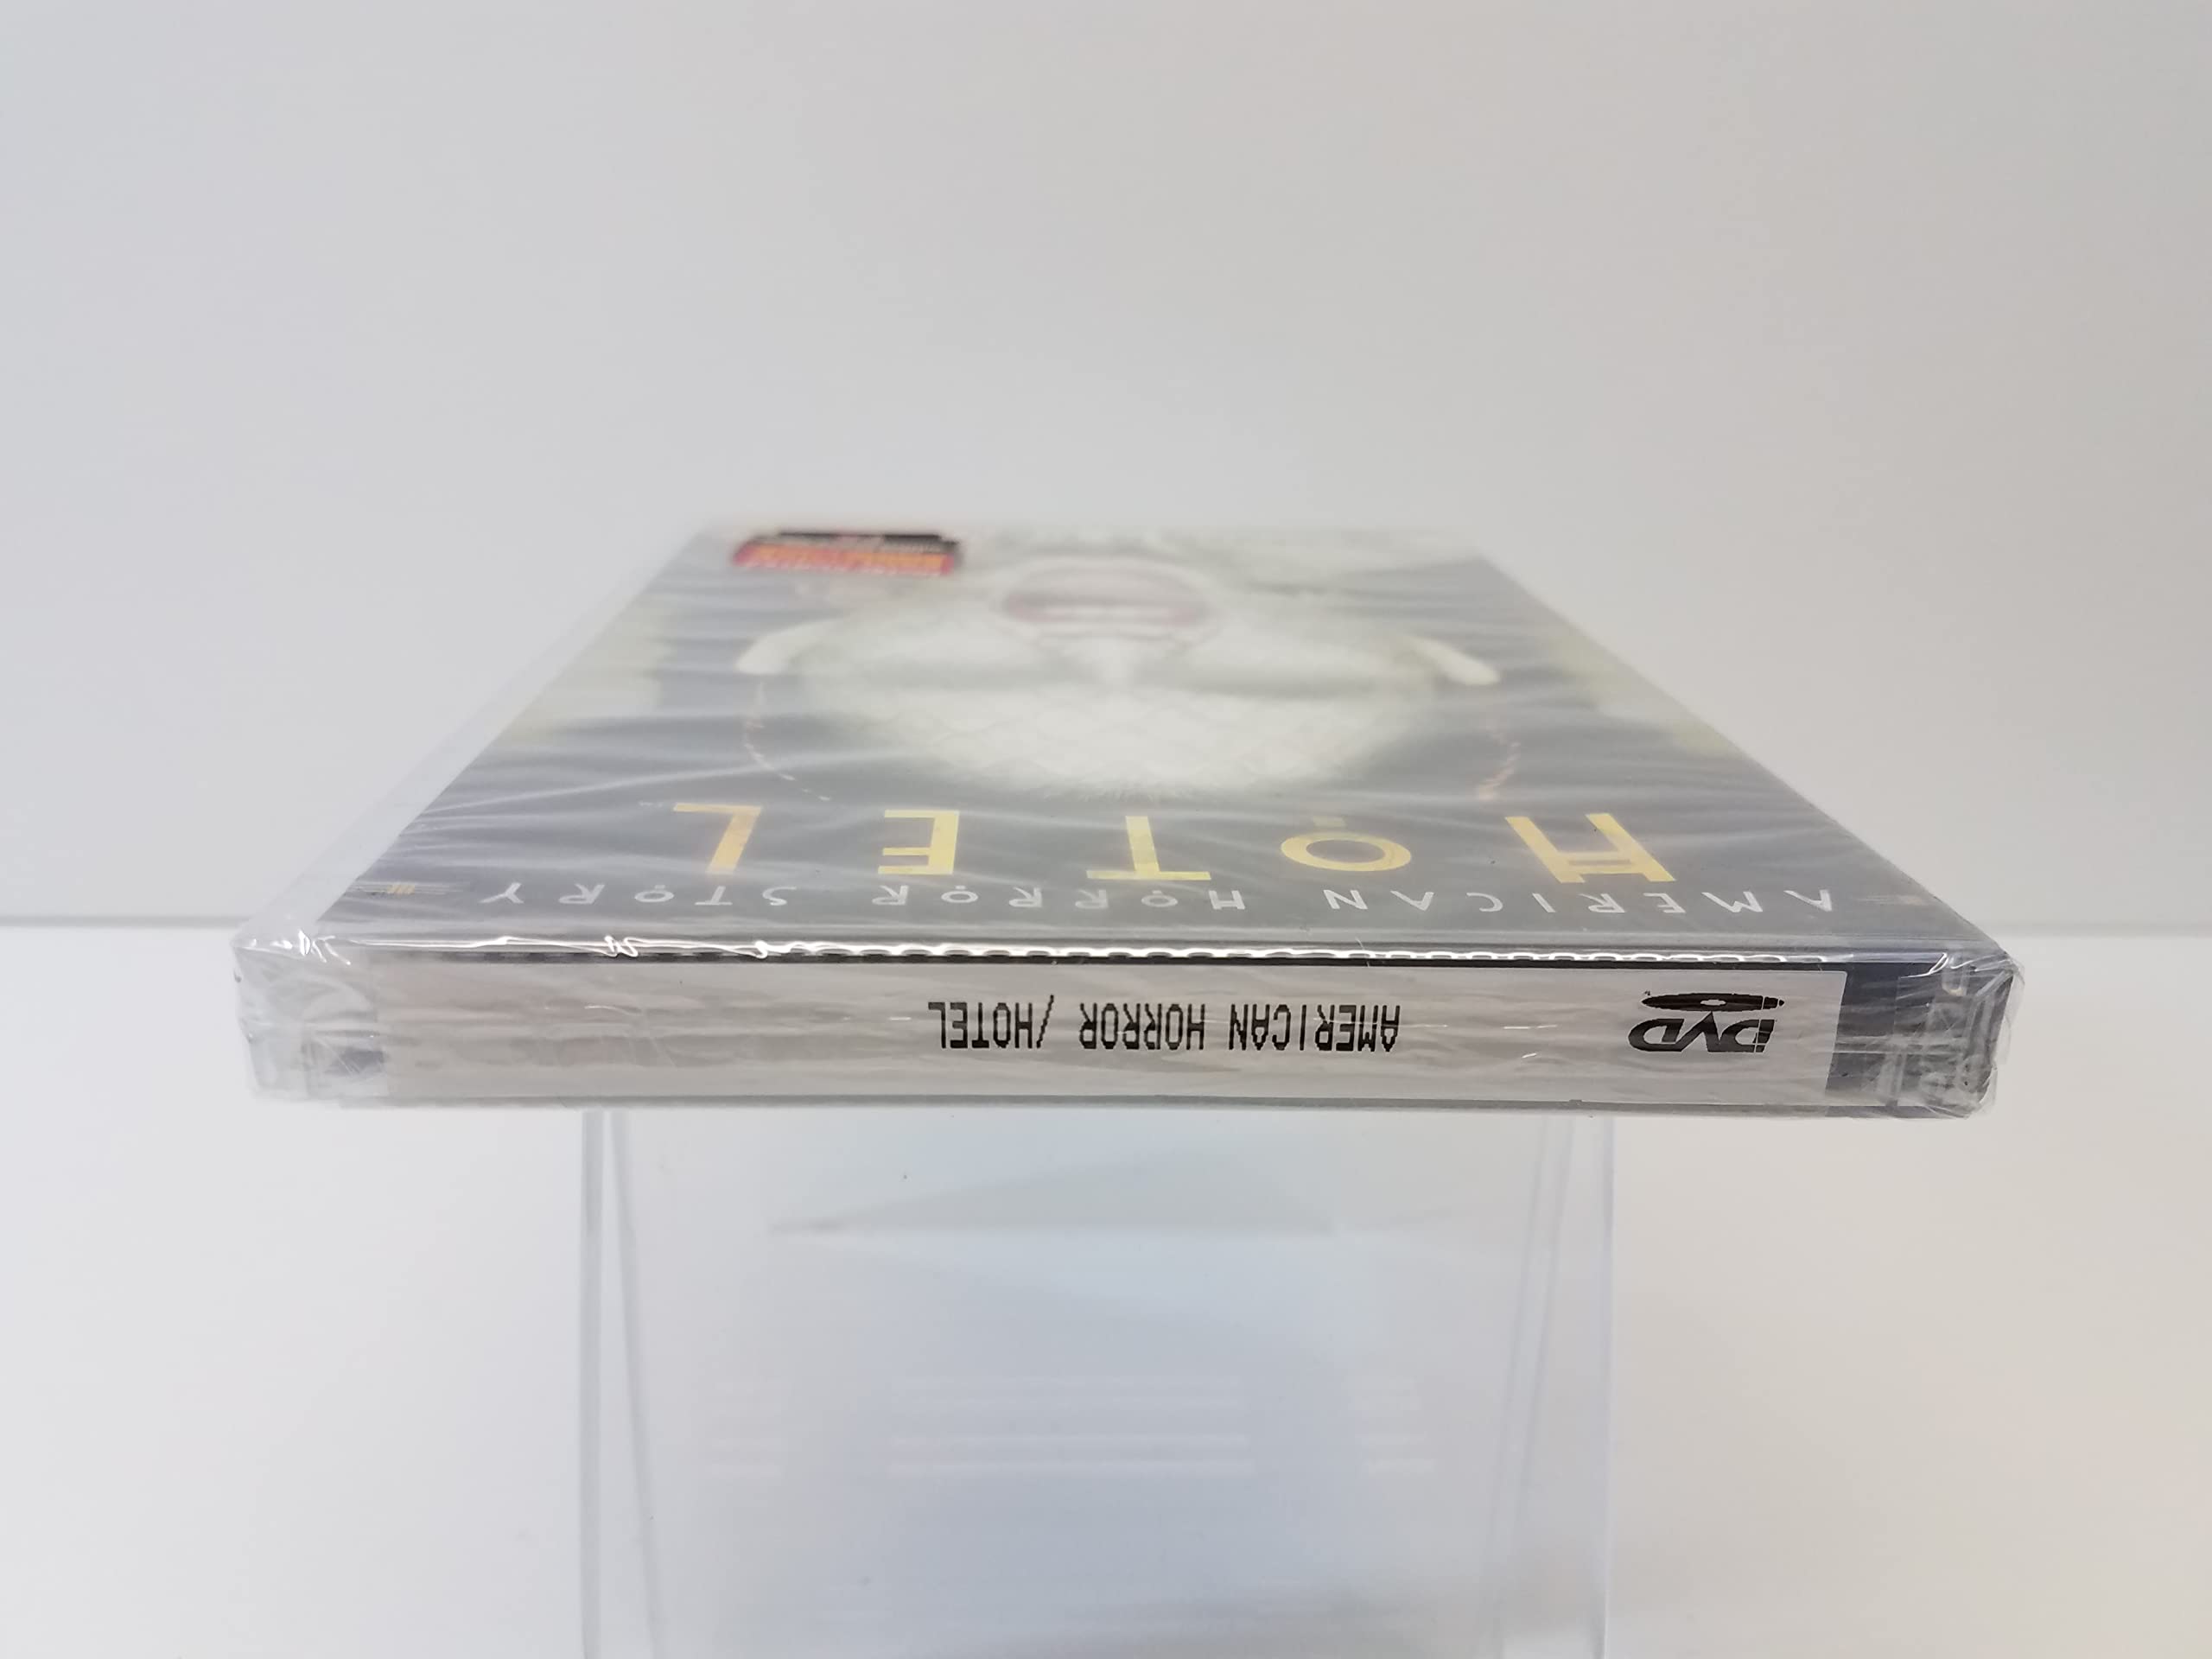 DVD
AMERICAN HORROR /HOTEL
AMERICAN HORROR STORY
HOTEL